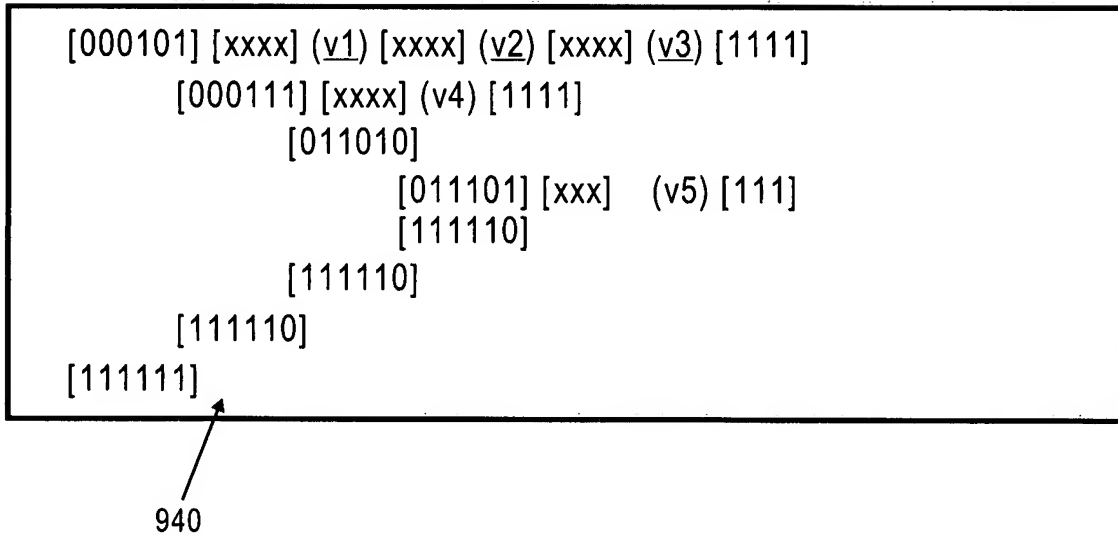 [000101] [xxxx] (v1) [xxxx] (v2) [xxxx] (v3) [1111]
[000111] [xxxx] (v4) [1111]
[011010]
[011101] [xxx] (v5) [111]
[111110]
[111110]
[111110]
[111111]
940